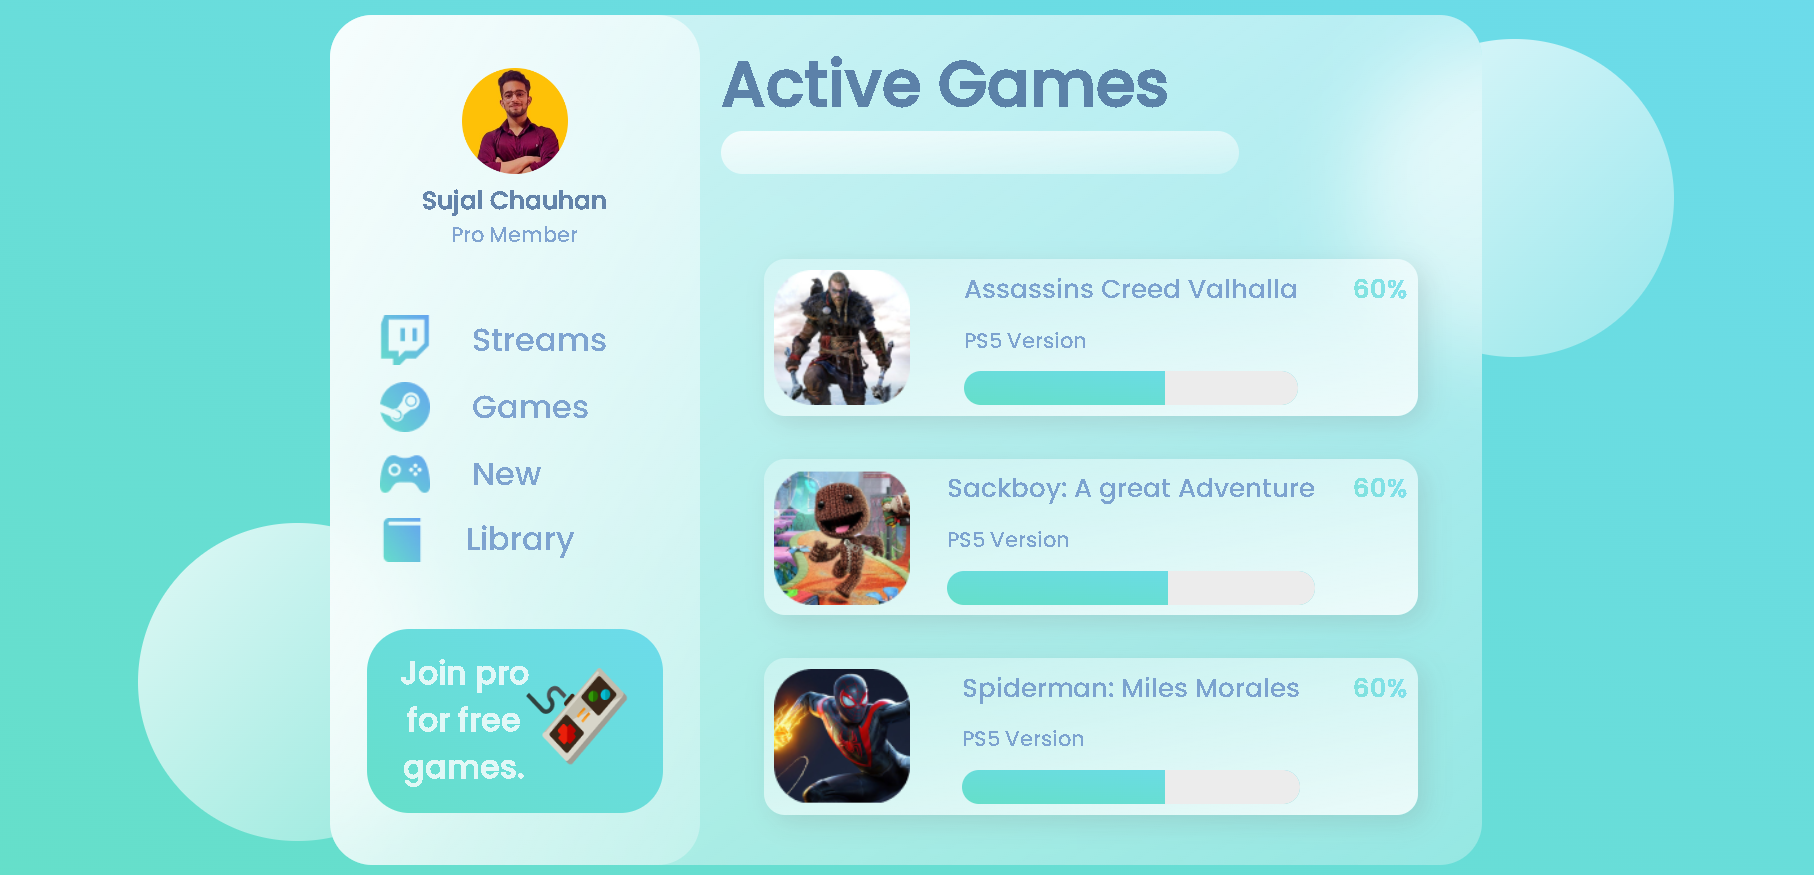 Sujal Chauhan
Pro Member
Streams
Games
New
Library
Join pro
for free
games.
Active Games
Assassins Creed Valhalla 60%
PS5 Version
Sackboy: A great Adventure 60%
PS5 Version
Spiderman: Miles Morales 60%
PS5 Version